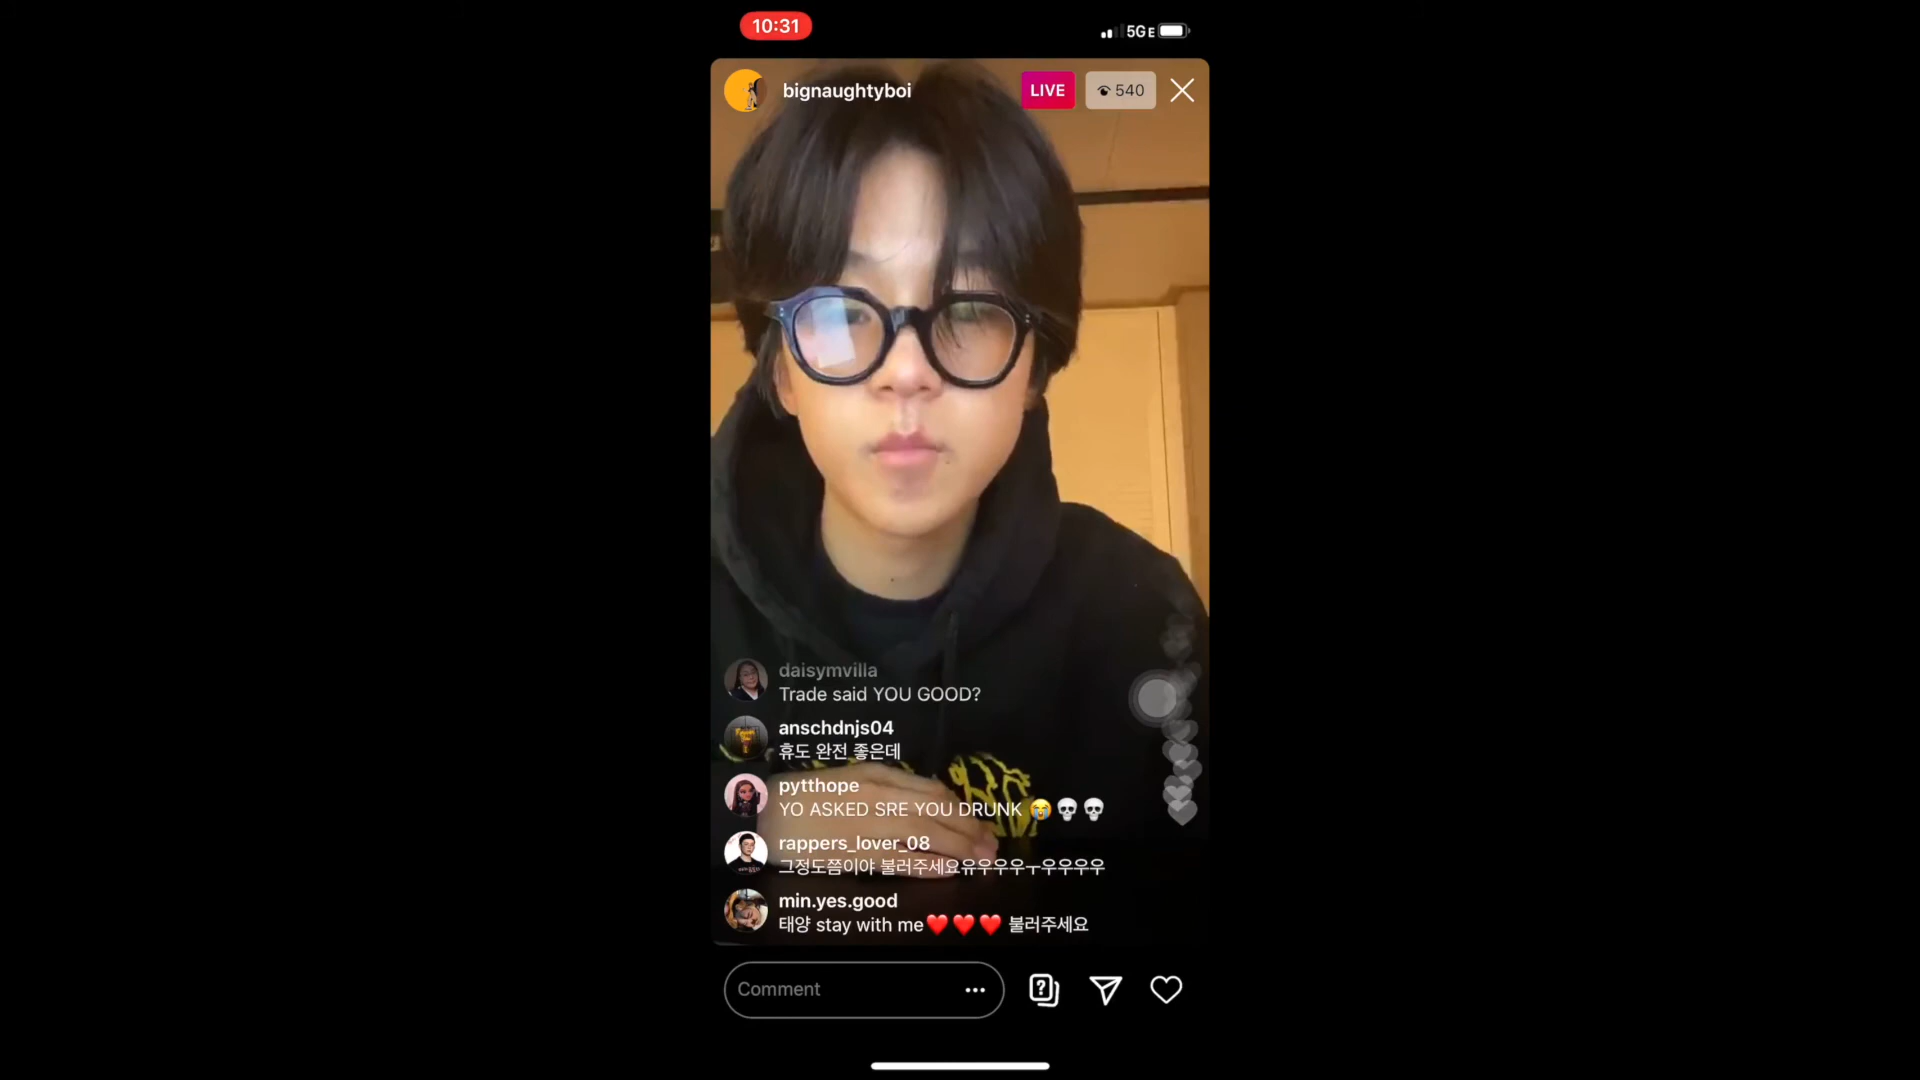 10:31
5GE
bignaughtyboi
LIVE
540
daisymvilla
Trade said YOU GOOD?
anschdnjs04
휴도 완전 좋은데
pytthope
YO ASKED SRE YOU DRUNK 😭💀💀
rappers_lover_08
그정도쯤이야 불러주세요유우우우ㅜ우우우우
min.yes.good
태양 stay with me❤️❤️❤️ 불러주세요
Comment